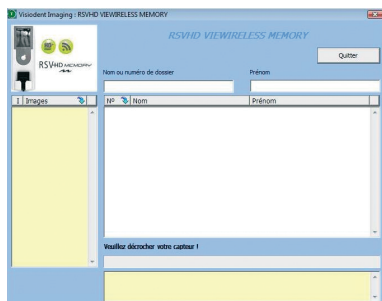 Visiodent Imaging : RSVHD VIEWIRELESS MEMORY
RSVHD VIEWIRELESS MEMORY
Quitter
RSVHD MEMORY
Nom ou numéro de dossier
Prénom
I Images
Nº Nom Prénom
Veuillez décrocher votre capteur !